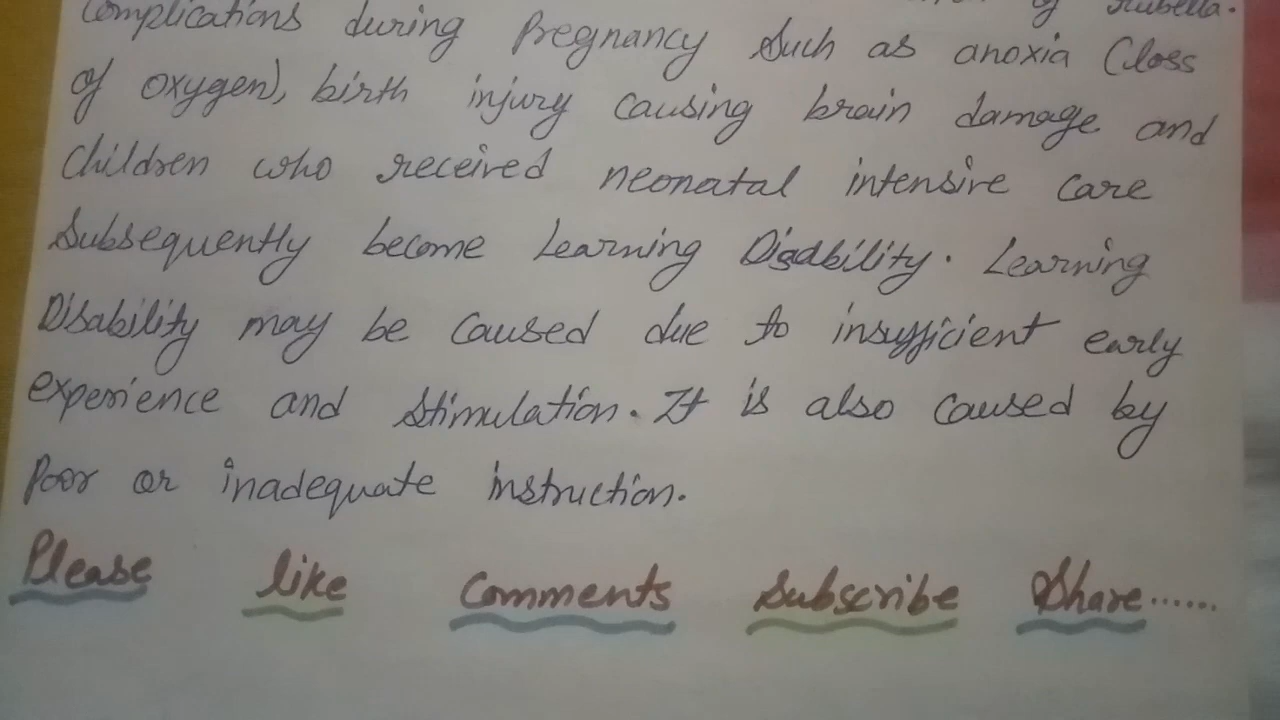 of Rubella.
Complications during Pregnancy Such as anoxia (loss
of oxygen), birth injury causing brain damage and
Children who received neonatal intensive care
Subsequently become Learning Disability. Learning
Disability may be caused due to insufficient early
experience and stimulation. It is also caused by
Poor or inadequate instruction.
Please like Comments Subscribe Share......